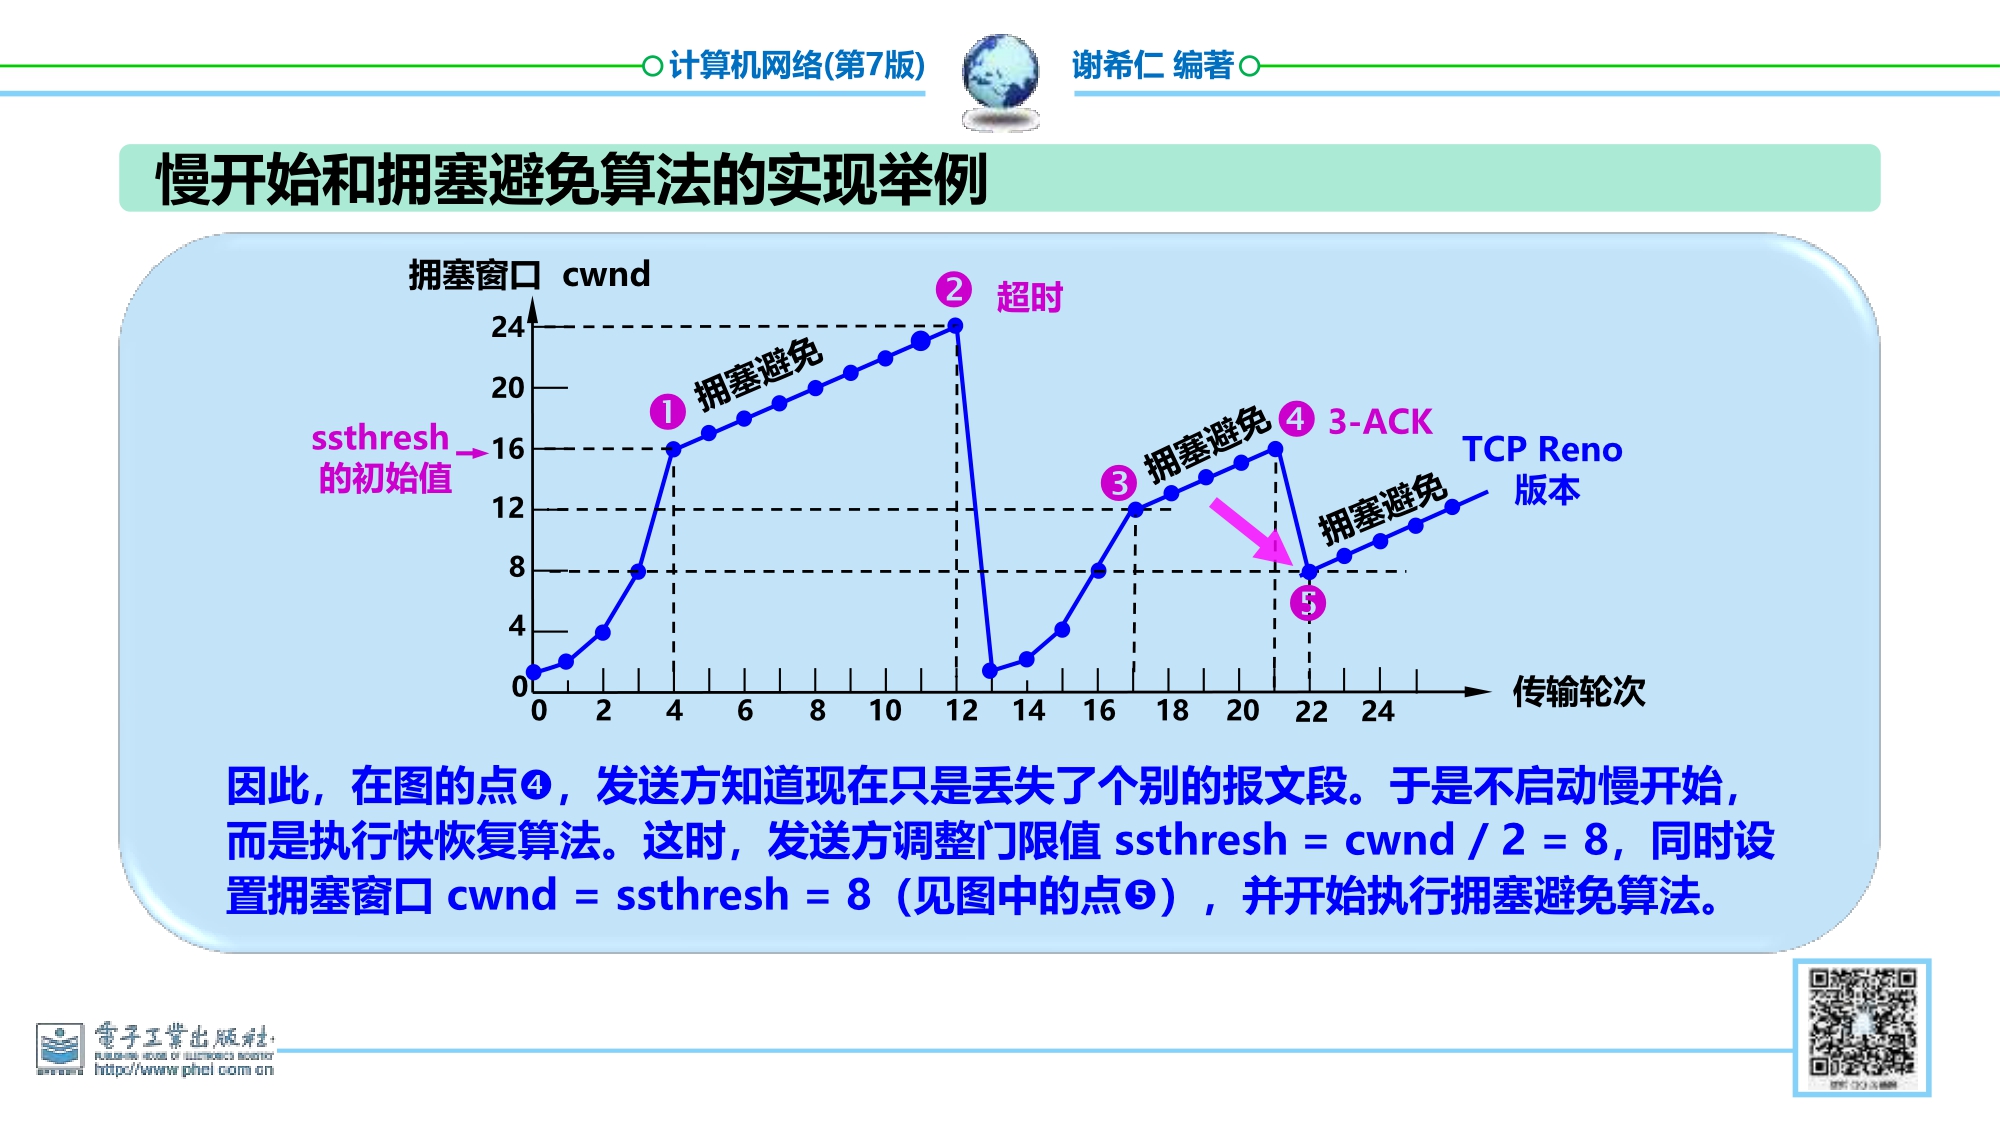 计算机网络(第7版)
谢希仁 编著
慢开始和拥塞避免算法的实现举例
拥塞窗口 cwnd
24
20
16
12
8
4
0
ssthresh
的初始值
❶
拥塞避免
❷
超时
❸
拥塞避免
❹
3-ACK
拥塞避免
❺
TCP Reno
版本
0 2 4 6 8 10 12 14 16 18 20 22 24
传输轮次
因此，在图的点❹，发送方知道现在只是丢失了个别的报文段。于是不启动慢开始，
而是执行快恢复算法。这时，发送方调整门限值 ssthresh = cwnd / 2 = 8，同时设
置拥塞窗口 cwnd = ssthresh = 8（见图中的点❺），并开始执行拥塞避免算法。
電子工業出版社
PUBLISHING HOUSE OF ELECTRONICS INDUSTRY
http://www.phei.com.cn